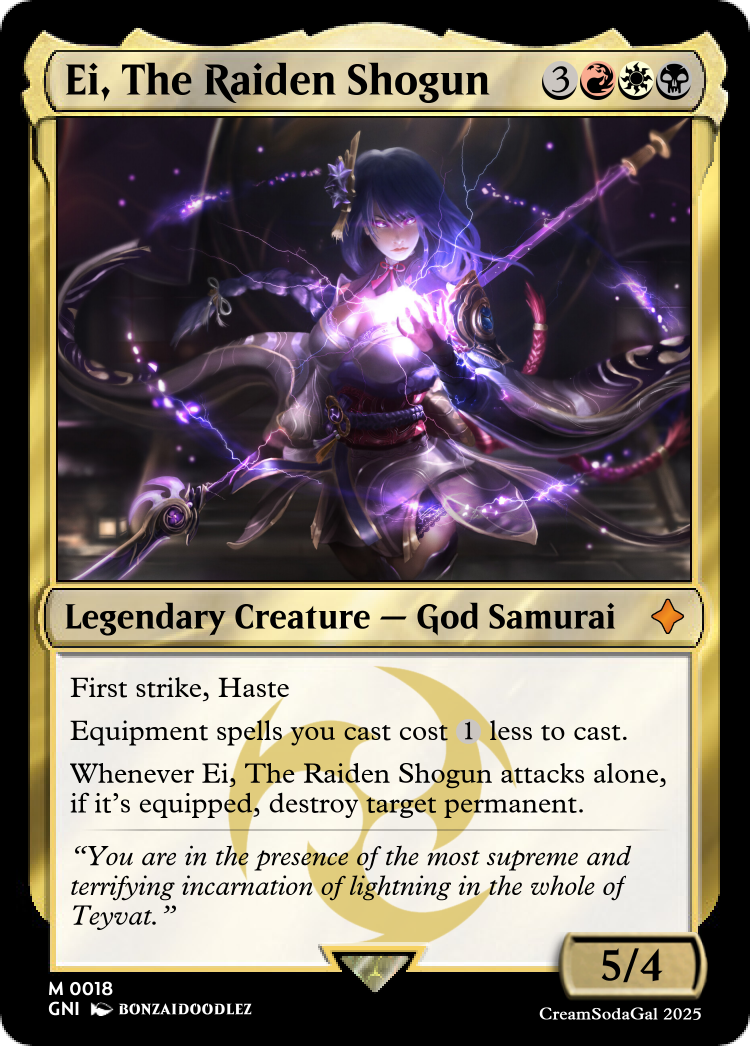 Ei, The Raiden Shogun 3
Legendary Creature — God Samurai
First strike, Haste
Equipment spells you cast cost 1 less to cast.
Whenever Ei, The Raiden Shogun attacks alone,
if it's equipped, destroy target permanent.
“You are in the presence of the most supreme and
terrifying incarnation of lightning in the whole of
Teyvat.”
5/4
M 0018
GNI BONZAIDOODLEZ
CreamSodaGal 2025